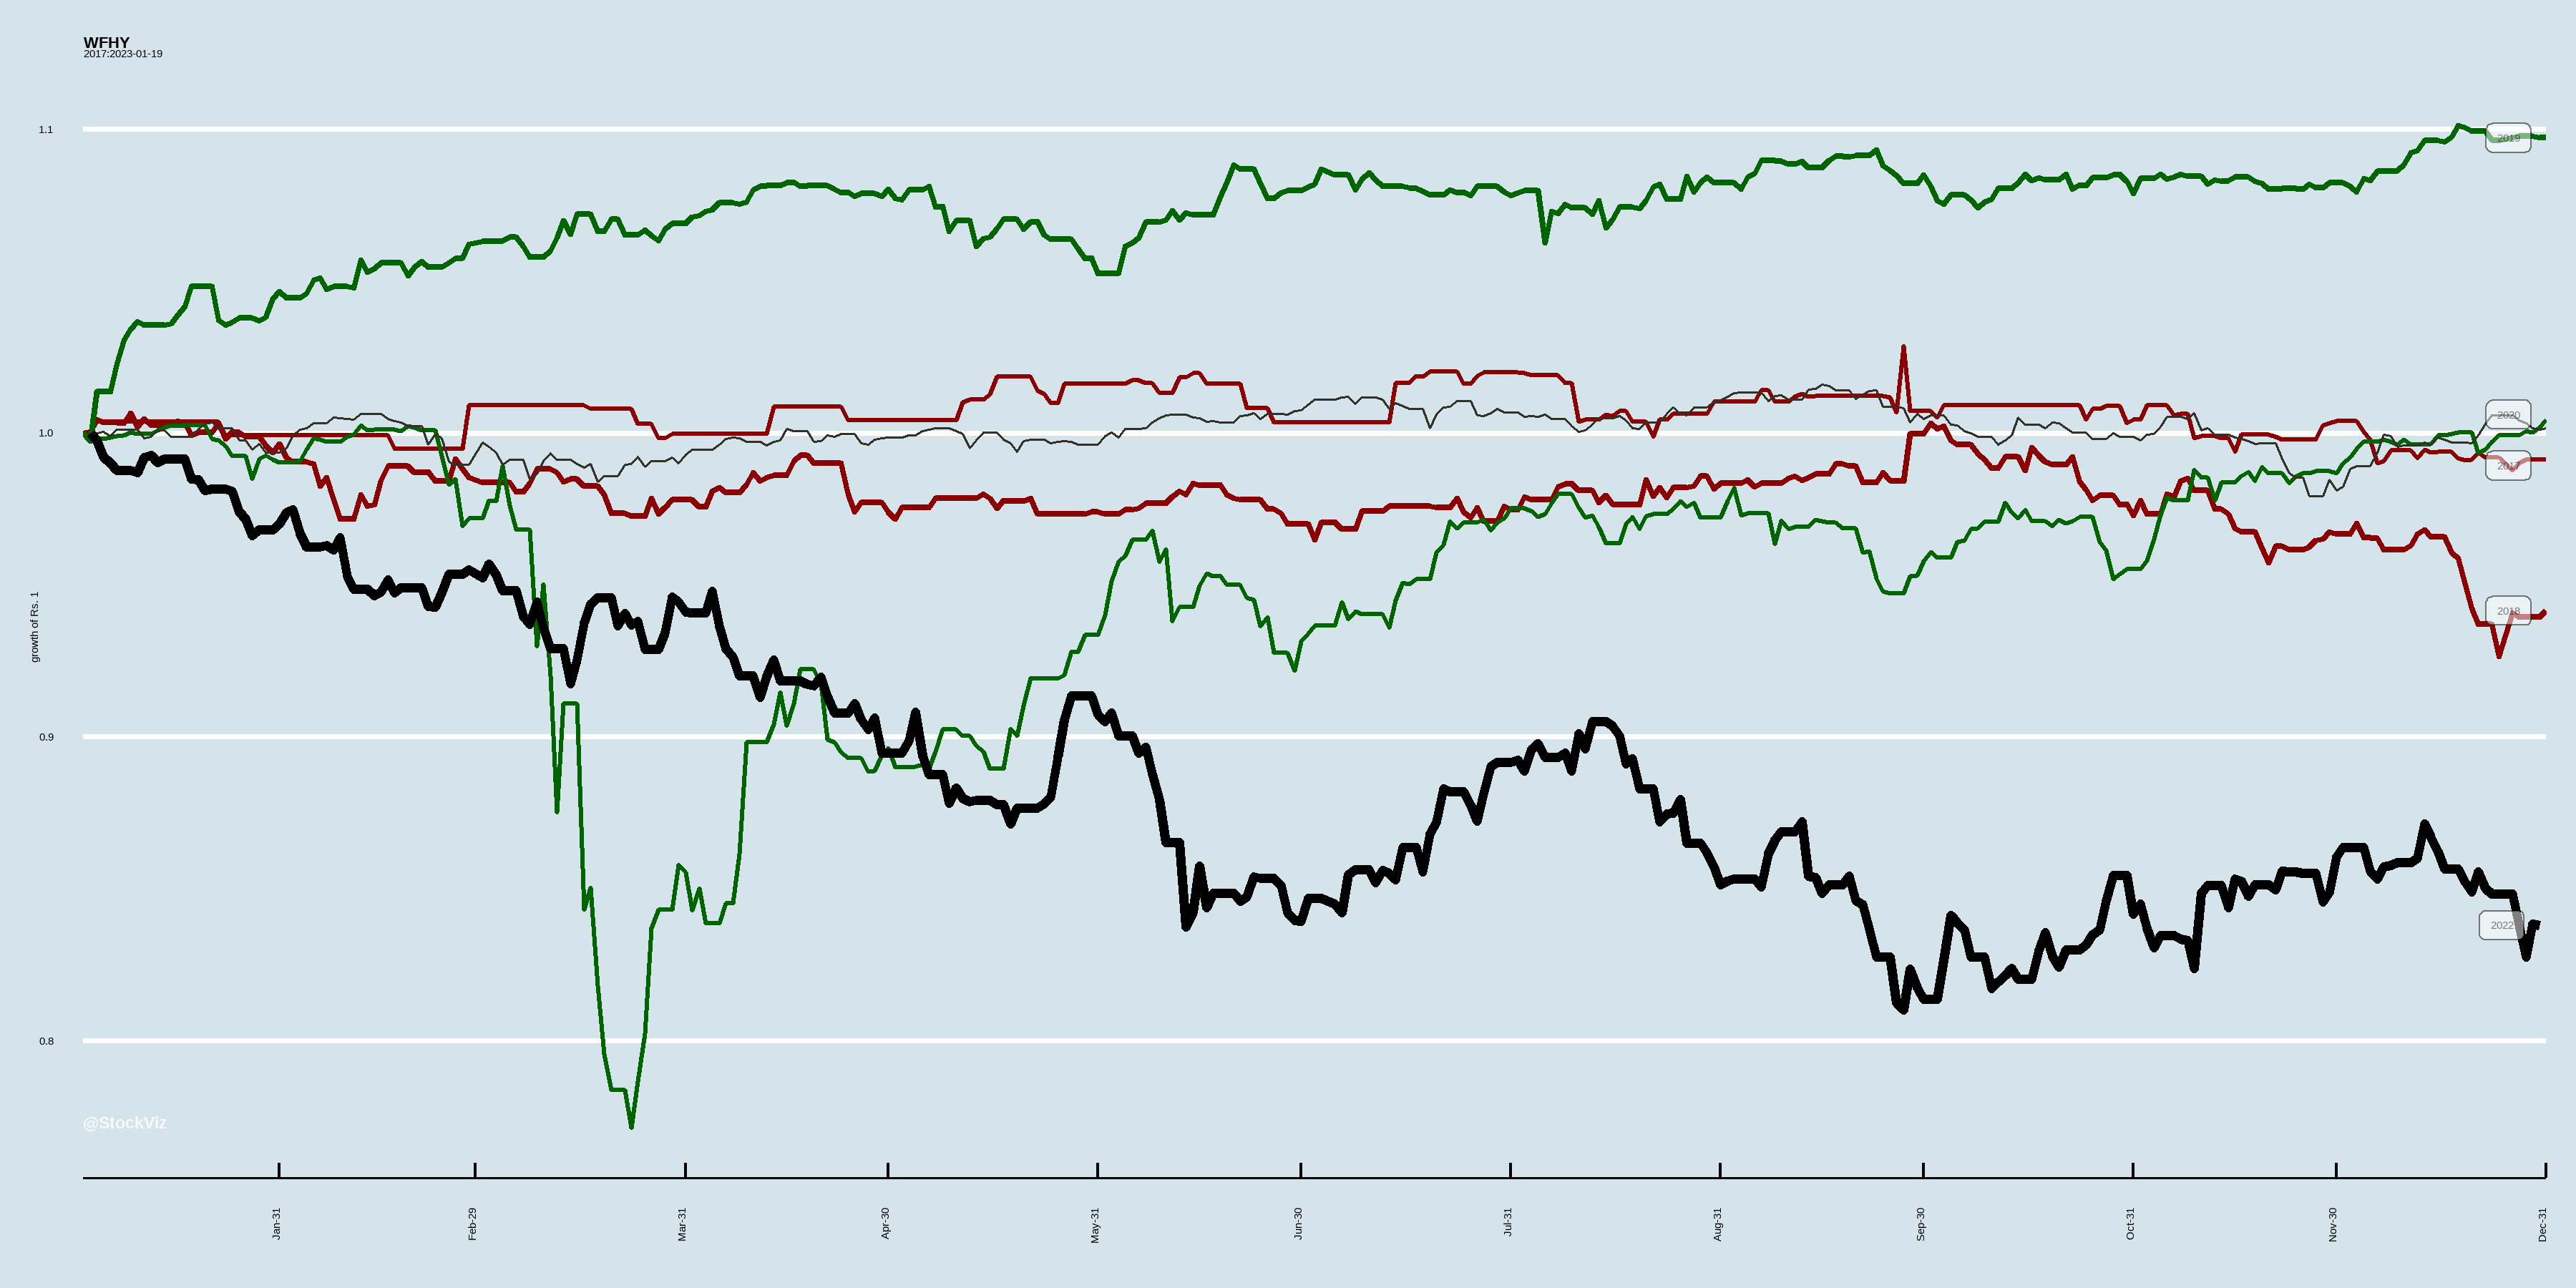 WFHY
2017:2023-01-19
1.1
1.0
0.9
0.8
growth of Rs. 1
2019
2020
2017
2018
2022
@StockViz
Jan-31
Feb-29
Mar-31
Apr-30
May-31
Jun-30
Jul-31
Aug-31
Sep-30
Oct-31
Nov-30
Dec-31